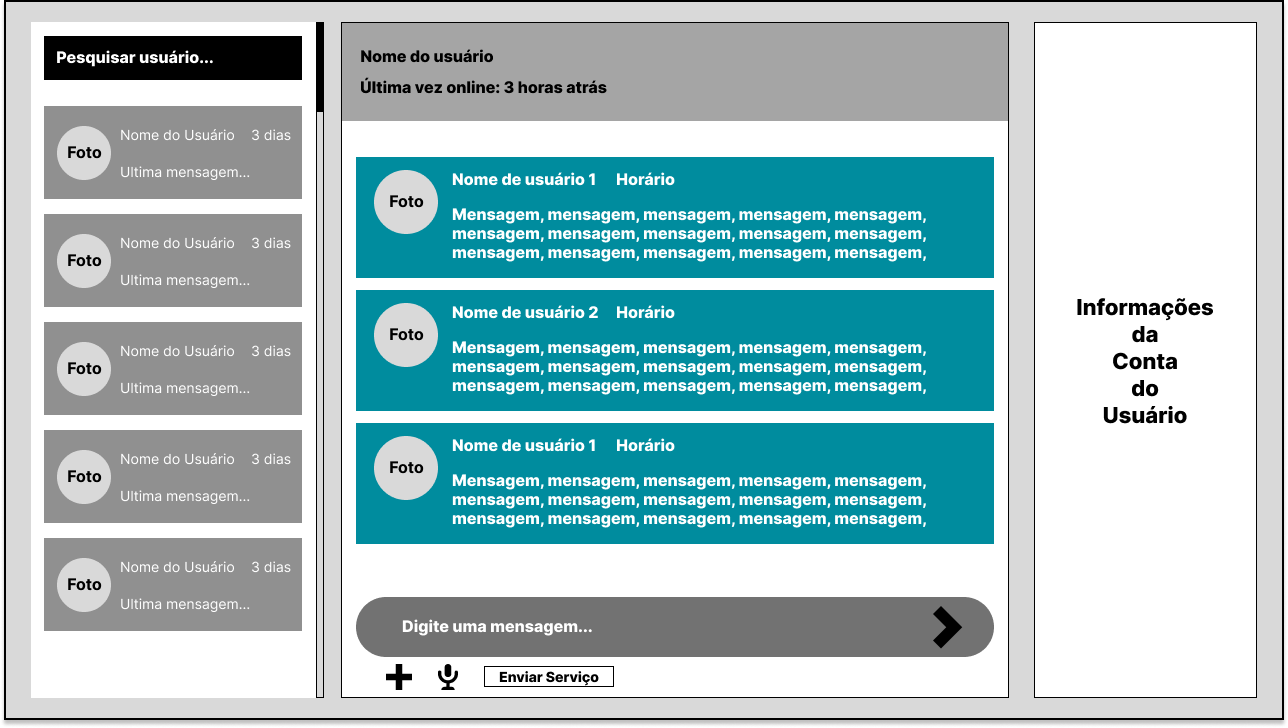 Pesquisar usuário...
Foto
Nome do Usuário 3 dias
Ultima mensagem...
Foto
Nome do Usuário 3 dias
Ultima mensagem...
Foto
Nome do Usuário 3 dias
Ultima mensagem...
Foto
Nome do Usuário 3 dias
Ultima mensagem...
Foto
Nome do Usuário 3 dias
Ultima mensagem...
Nome do usuário
Última vez online: 3 horas atrás
Foto
Nome de usuário 1 Horário
Mensagem, mensagem, mensagem, mensagem, mensagem,
mensagem, mensagem, mensagem, mensagem, mensagem,
mensagem, mensagem, mensagem, mensagem, mensagem,
Foto
Nome de usuário 2 Horário
Mensagem, mensagem, mensagem, mensagem, mensagem,
mensagem, mensagem, mensagem, mensagem, mensagem,
mensagem, mensagem, mensagem, mensagem, mensagem,
Foto
Nome de usuário 1 Horário
Mensagem, mensagem, mensagem, mensagem, mensagem,
mensagem, mensagem, mensagem, mensagem, mensagem,
mensagem, mensagem, mensagem, mensagem, mensagem,
Digite uma mensagem...
Enviar Serviço
Informações
da
Conta
do
Usuário